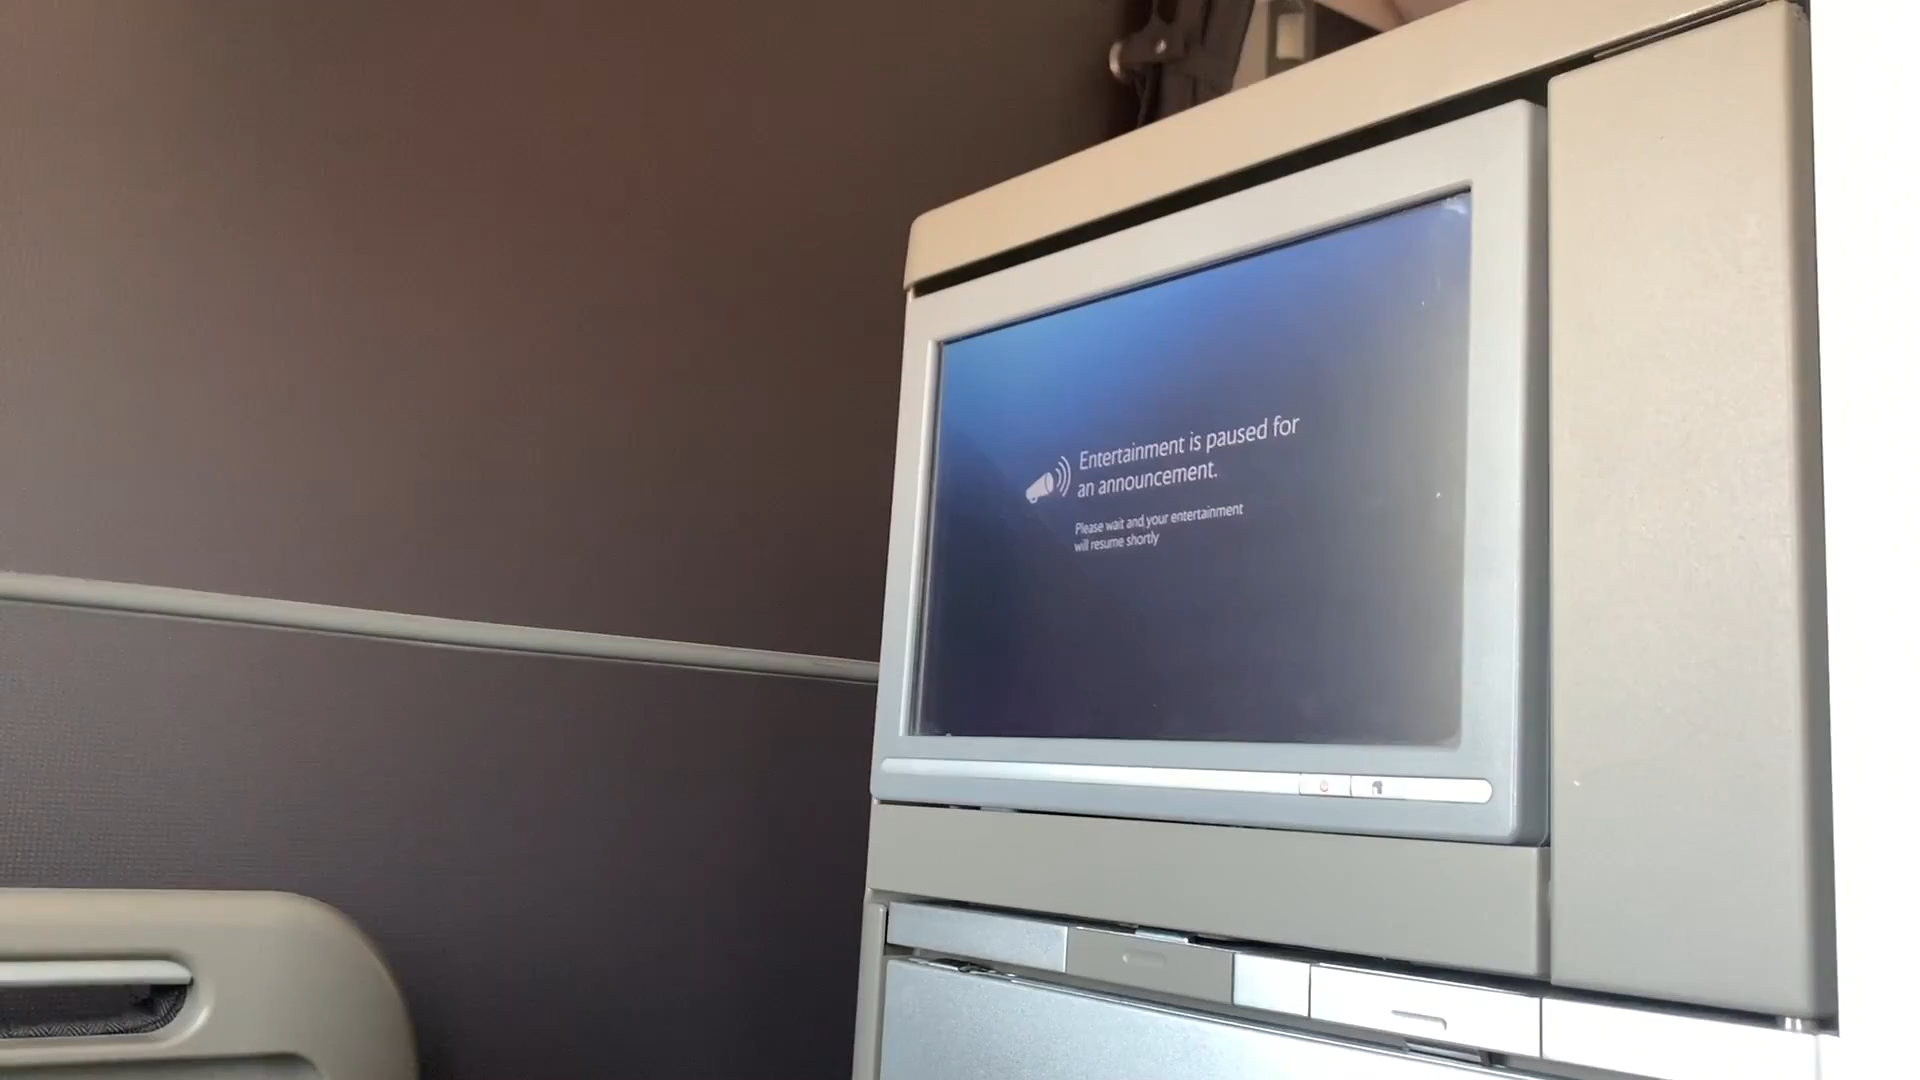 Entertainment is paused for
an announcement.
Please wait and your entertainment
will resume shortly